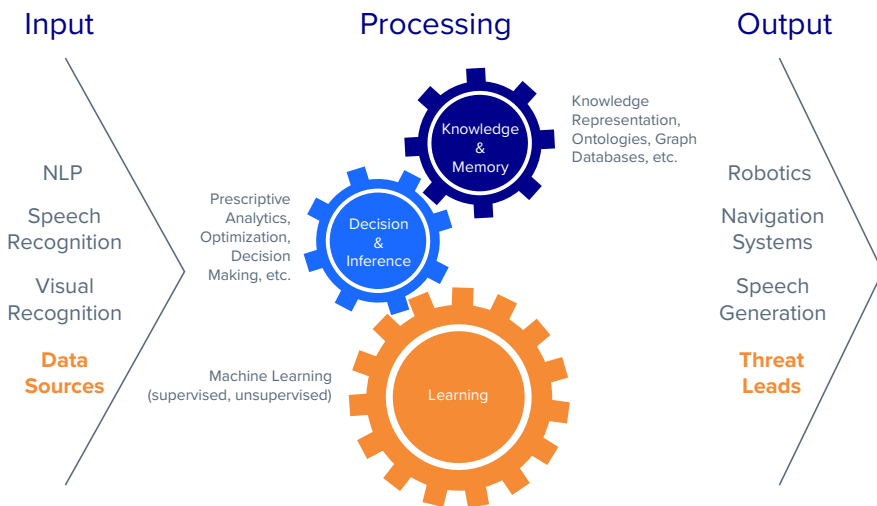 Input
Processing
Output
NLP
Speech
Recognition
Visual
Recognition
Data
Sources
Knowledge
&
Memory
Knowledge
Representation,
Ontologies, Graph
Databases, etc.
Prescriptive
Analytics,
Optimization,
Decision
Making, etc.
Decision
&
Inference
Machine Learning
(supervised, unsupervised)
Learning
Robotics
Navigation
Systems
Speech
Generation
Threat
Leads